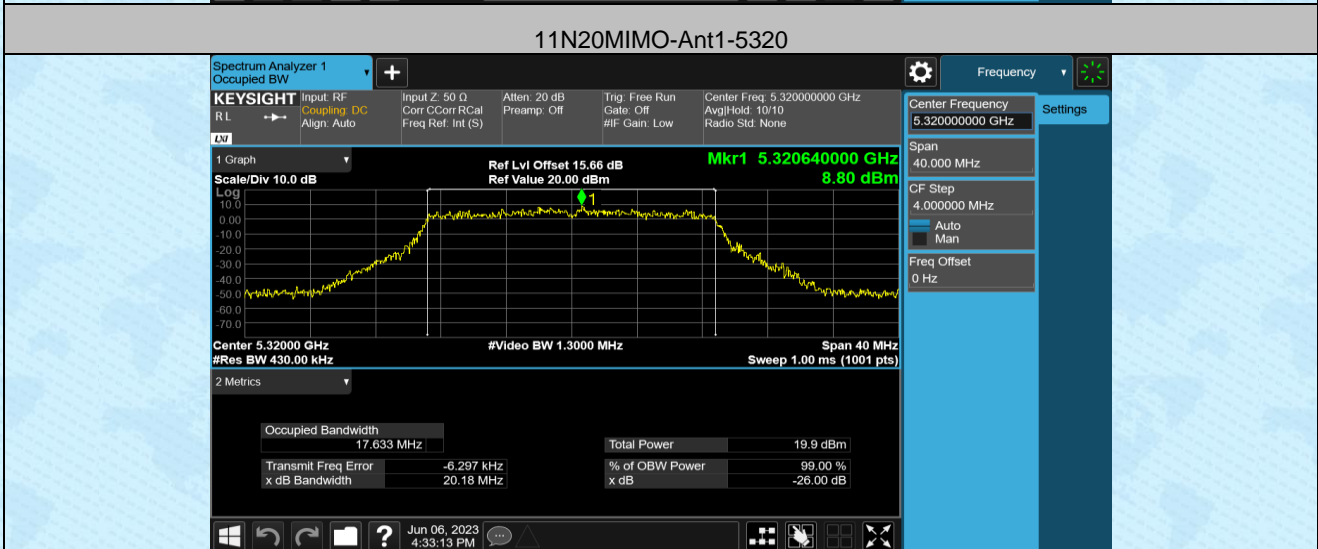 11N20MIMO-Ant1-5320
Spectrum Analyzer 1
Occupied BW
+
Frequency
KEYSIGHT
RL
LXI
Input: RF
Coupling: DC
Align: Auto
Input Z: 50 Ω
Corr CCorr RCal
Freq Ref: Int (S)
Atten: 20 dB
Preamp: Off
Trig: Free Run
Gate: Off
#IF Gain: Low
Center Freq: 5.320000000 GHz
Avg|Hold: 10/10
Radio Std: None
Center Frequency
5.320000000 GHz
Settings
Span
40.000 MHz
CF Step
4.000000 MHz
Auto
Man
Freq Offset
0 Hz
1 Graph
Scale/Div 10.0 dB
Ref Lvl Offset 15.66 dB
Ref Value 20.00 dBm
Mkr1 5.320640000 GHz
8.80 dBm
Log
10.0
0.00
-10.0
-20.0
-30.0
-40.0
-50.0
-60.0
-70.0
1
Center 5.32000 GHz
#Res BW 430.00 kHz
#Video BW 1.3000 MHz
Span 40 MHz
Sweep 1.00 ms (1001 pts)
2 Metrics
Occupied Bandwidth
17.633 MHz
Total Power 19.9 dBm
Transmit Freq Error -6.297 kHz
% of OBW Power 99.00 %
x dB Bandwidth 20.18 MHz
x dB -26.00 dB
?
Jun 06, 2023
4:33:13 PM